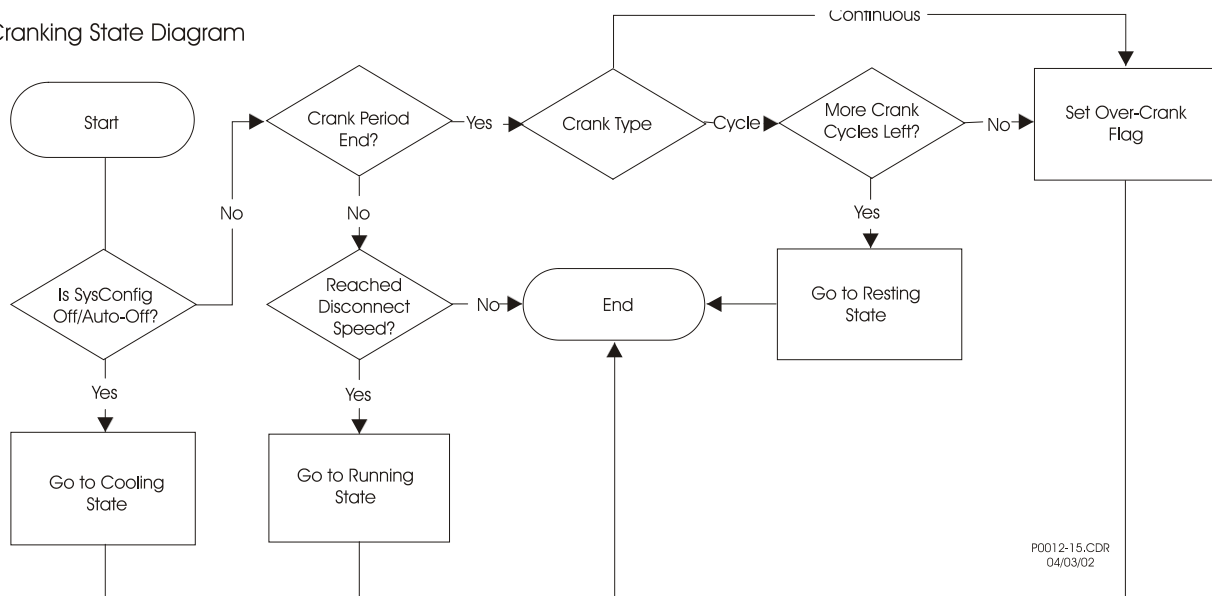 Cranking State Diagram
Continuous
Start
Crank Period
End?
Yes
Crank Type
Cycle
More Crank
Cycles Left?
No
Set Over-Crank
Flag
No
No
Yes
Is SysConfig
Off/Auto-Off?
Reached
Disconnect
Speed?
No
End
Go to Resting
State
Yes
Yes
Go to Cooling
State
Go to Running
State
P0012-15.CDR
04/03/02